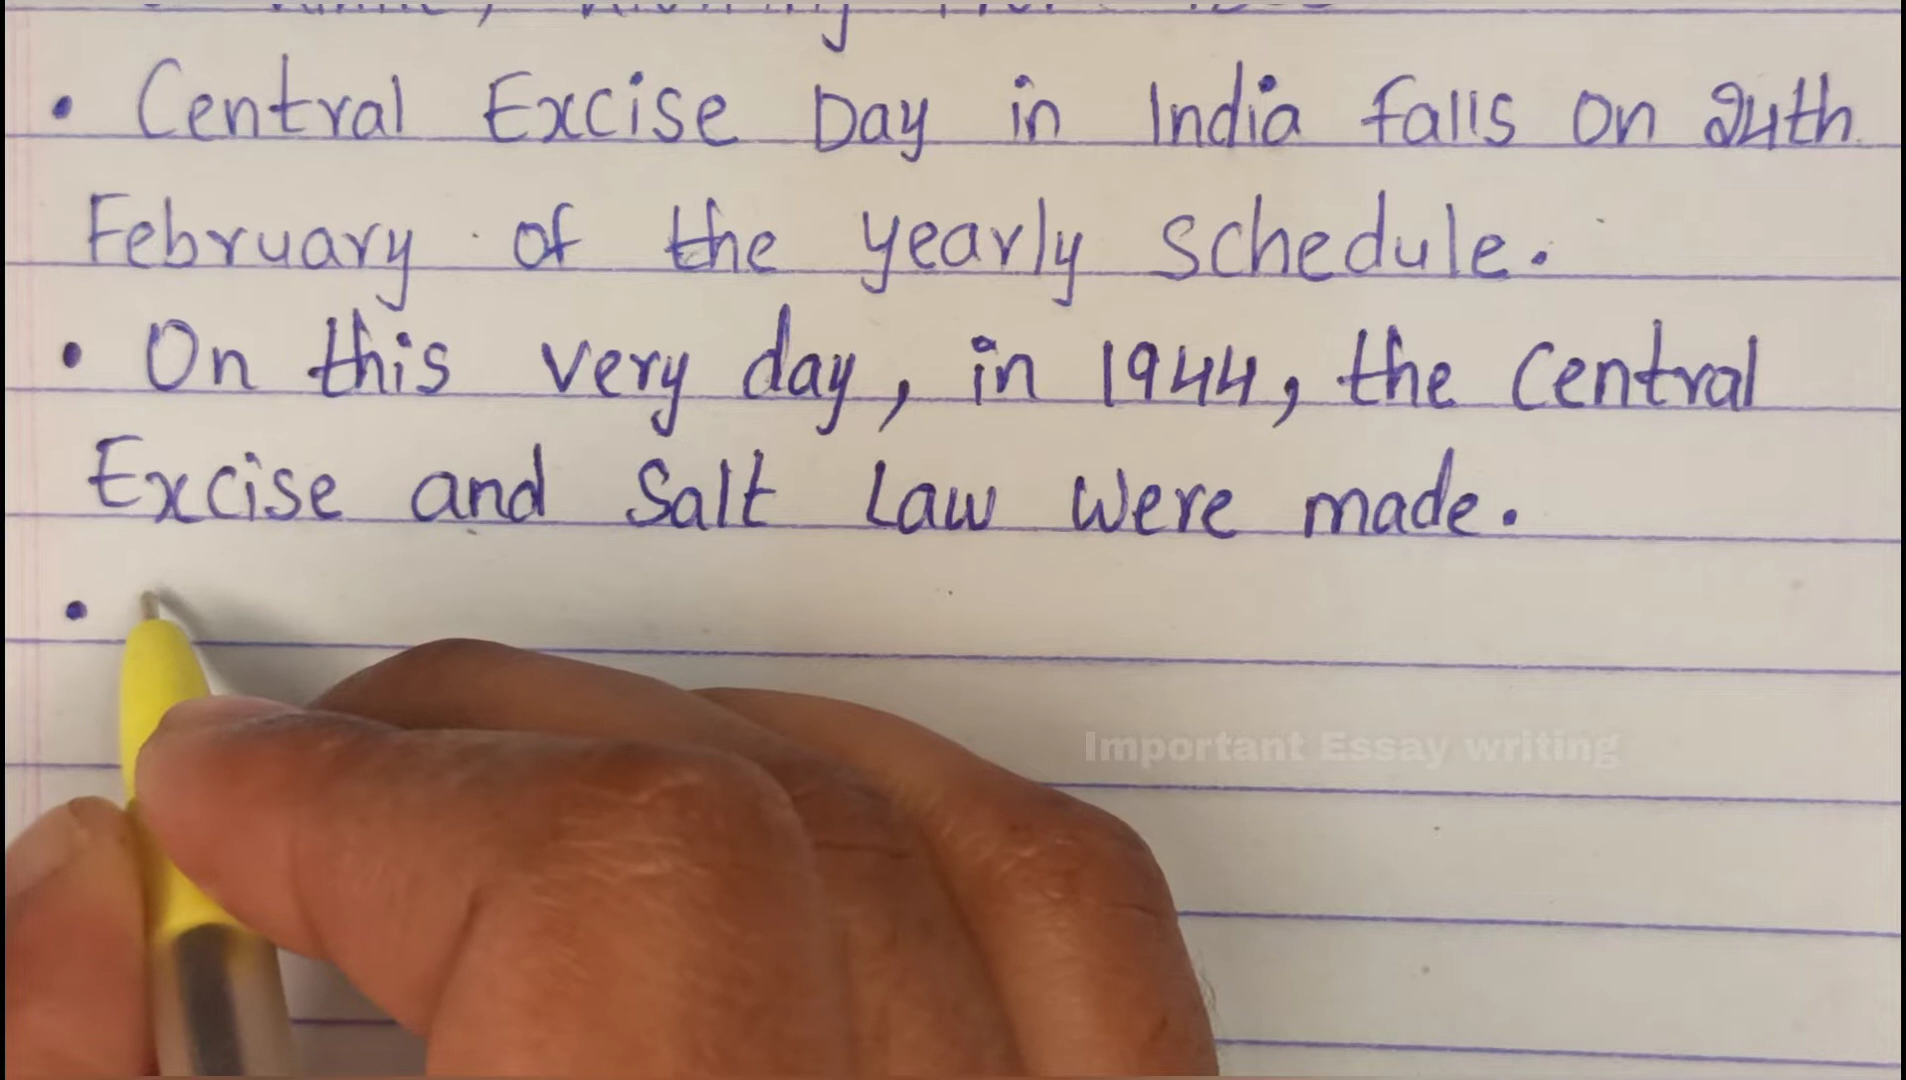 • Central Excise Day in India falls on 24th
February of the yearly schedule.
• On this very day, in 1944, the Central
Excise and Salt Law were made.
•
Important Essay writing